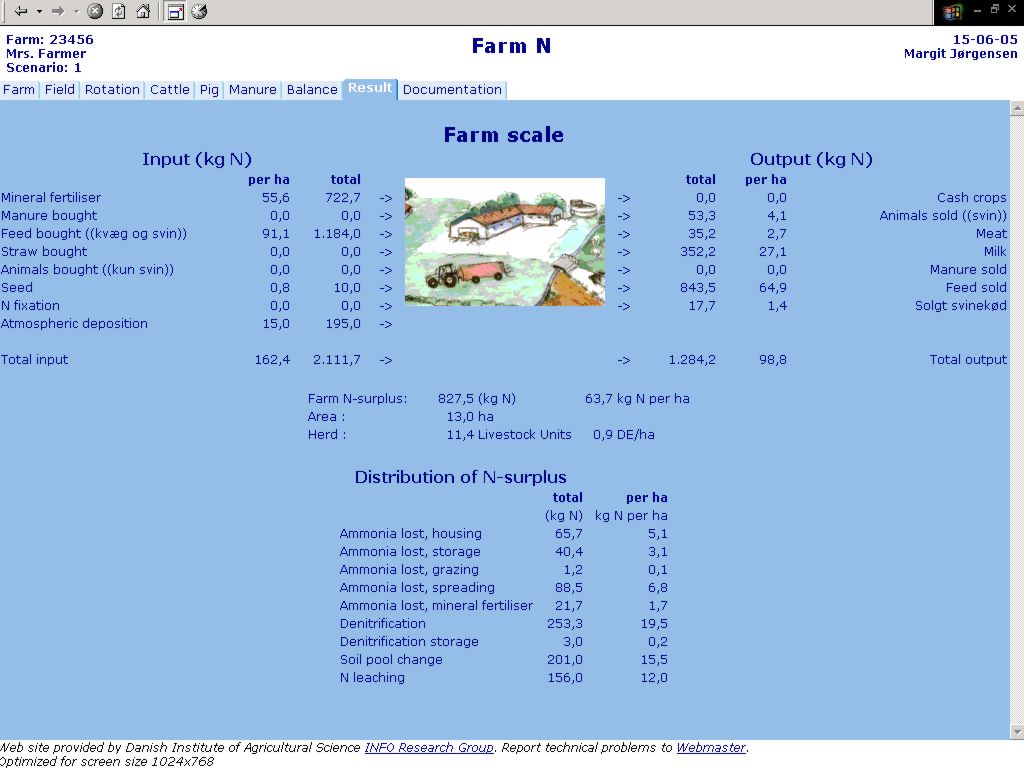 Farm: 23456
Mrs. Farmer
Scenario: 1
Farm N
15-06-05
Margit Jørgensen
Farm Field Rotation Cattle Pig Manure Balance Result Documentation
Farm scale
Input (kg N)
per ha total
Mineral fertiliser 55,6 722,7 ->
Manure bought 0,0 0,0 ->
Feed bought ((kvæg og svin)) 91,1 1.184,0 ->
Straw bought 0,0 0,0 ->
Animals bought ((kun svin)) 0,0 0,0 ->
Seed 0,8 10,0 ->
N fixation 0,0 0,0 ->
Atmospheric deposition 15,0 195,0 ->
Total input 162,4 2.111,7 ->
Output (kg N)
total per ha
-> 0,0 0,0 Cash crops
-> 53,3 4,1 Animals sold ((svin))
-> 35,2 2,7 Meat
-> 352,2 27,1 Milk
-> 0,0 0,0 Manure sold
-> 843,5 64,9 Feed sold
-> 17,7 1,4 Solgt svinekød
-> 1.284,2 98,8 Total output
Farm N-surplus: 827,5 (kg N) 63,7 kg N per ha
Area : 13,0 ha
Herd : 11,4 Livestock Units 0,9 DE/ha
Distribution of N-surplus
total per ha
(kg N) kg N per ha
Ammonia lost, housing 65,7 5,1
Ammonia lost, storage 40,4 3,1
Ammonia lost, grazing 1,2 0,1
Ammonia lost, spreading 88,5 6,8
Ammonia lost, mineral fertiliser 21,7 1,7
Denitrification 253,3 19,5
Denitrification storage 3,0 0,2
Soil pool change 201,0 15,5
N leaching 156,0 12,0
Web site provided by Danish Institute of Agricultural Science INFO Research Group. Report technical problems to Webmaster.
Optimized for screen size 1024x768